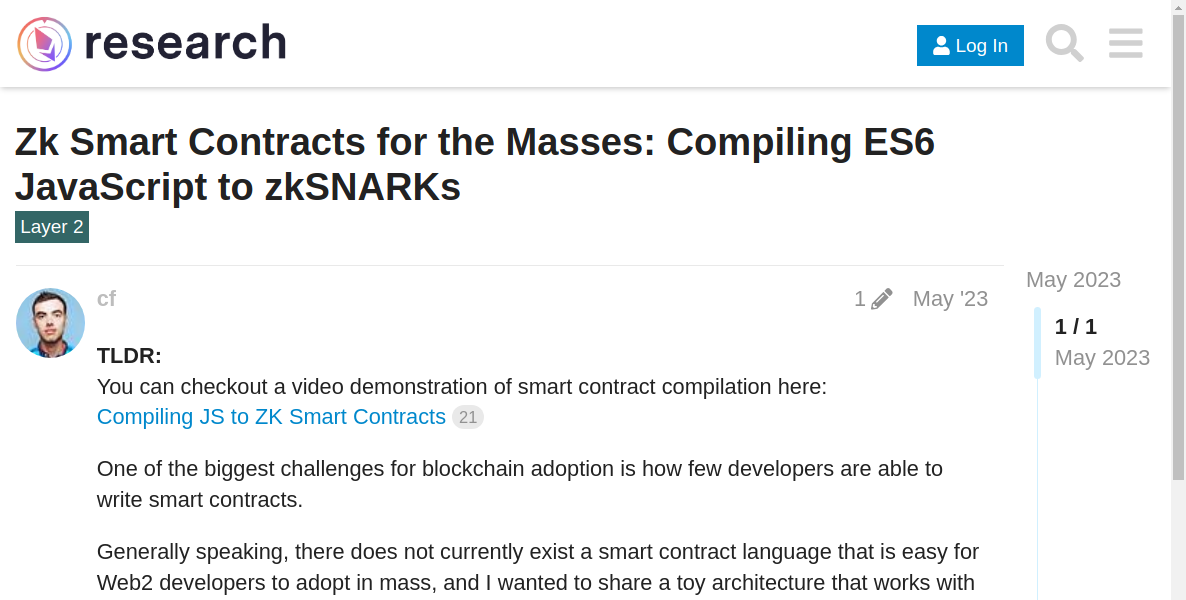 research
Log In
Zk Smart Contracts for the Masses: Compiling ES6
JavaScript to zkSNARKs
Layer 2
cf
1
May '23
May 2023
1 / 1
May 2023
TLDR:
You can checkout a video demonstration of smart contract compilation here:
Compiling JS to ZK Smart Contracts 21
One of the biggest challenges for blockchain adoption is how few developers are able to
write smart contracts.
Generally speaking, there does not currently exist a smart contract language that is easy for
Web2 developers to adopt in mass, and I wanted to share a toy architecture that works with